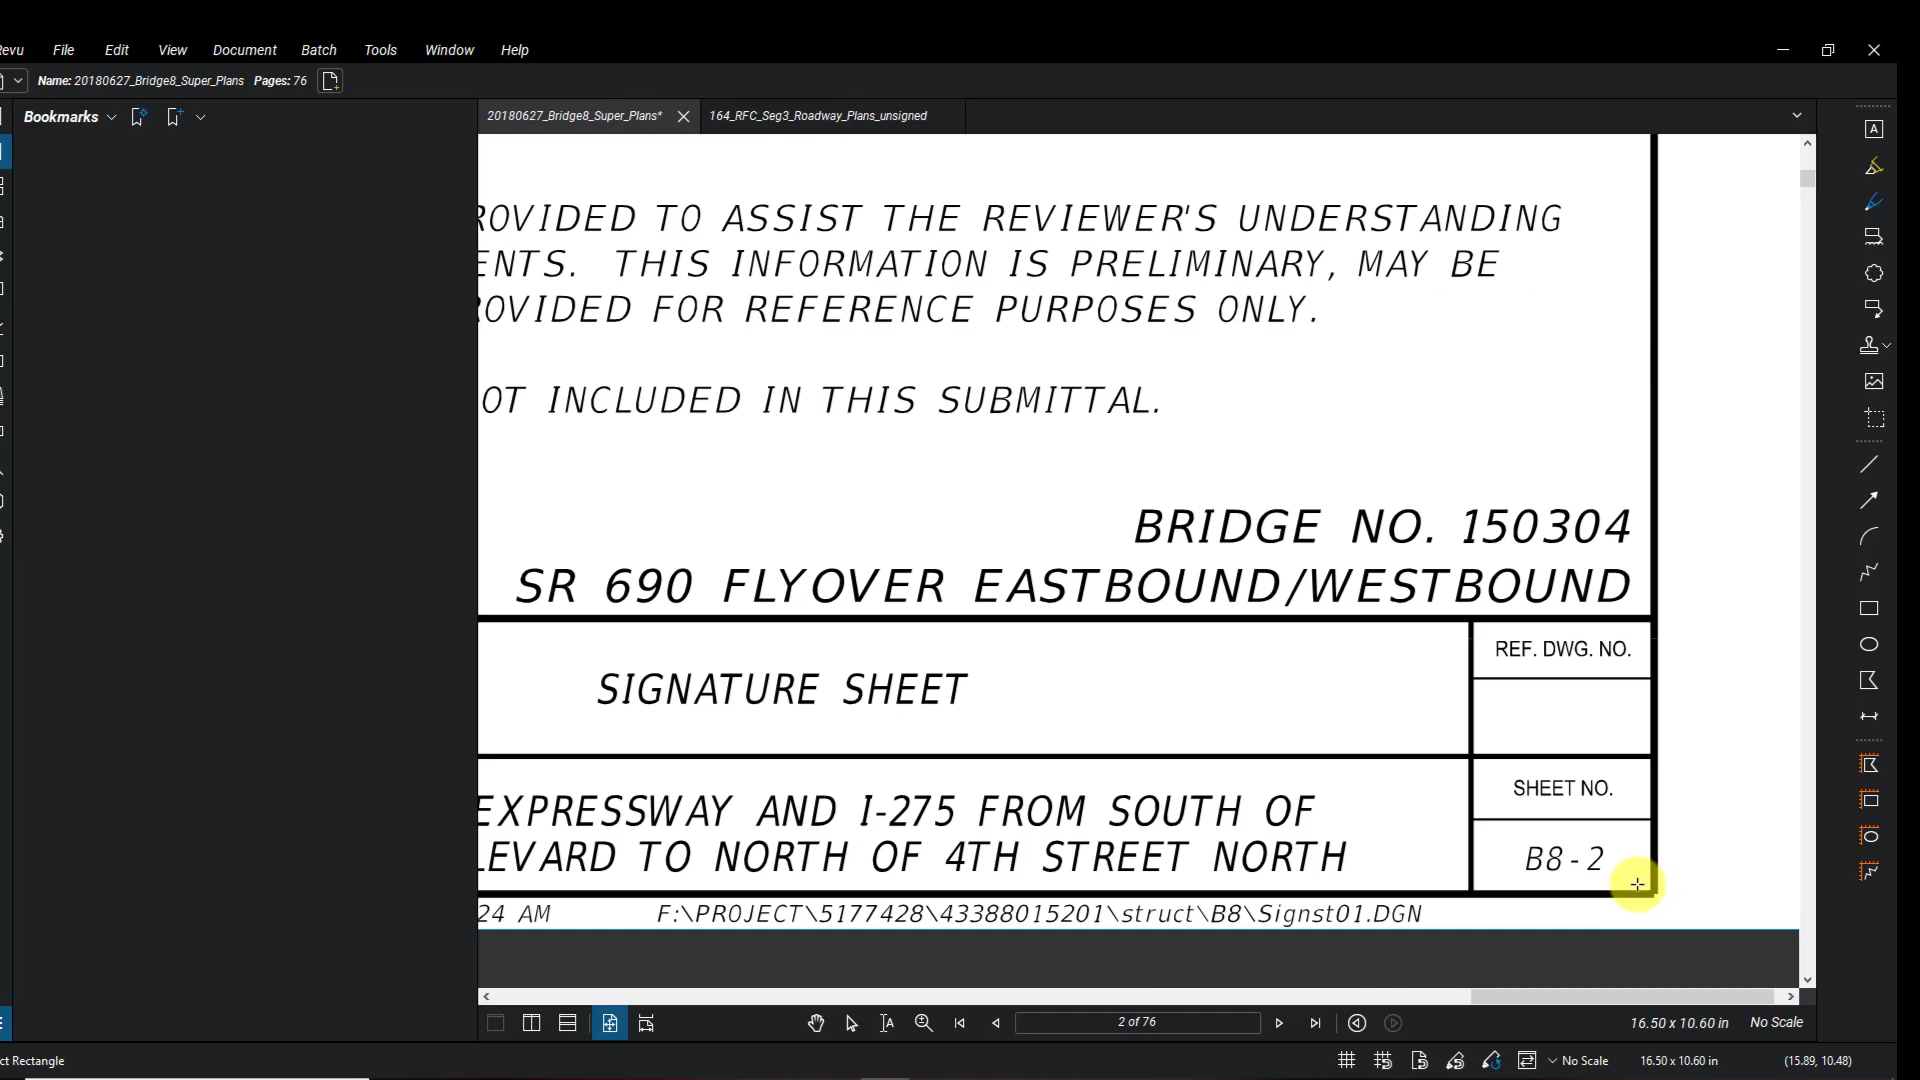 Revu File Edit View Document Batch Tools Window Help
Name: 20180627_Bridge8_Super_Plans Pages: 76
Bookmarks
20180627_Bridge8_Super_Plans* 164_RFC_Seg3_Roadway_Plans_unsigned
ROVIDED TO ASSIST THE REVIEWER'S UNDERSTANDING
ENTS. THIS INFORMATION IS PRELIMINARY, MAY BE
ROVIDED FOR REFERENCE PURPOSES ONLY.
OT INCLUDED IN THIS SUBMITTAL.
BRIDGE NO. 150304
SR 690 FLYOVER EASTBOUND/WESTBOUND
REF. DWG. NO.
SIGNATURE SHEET
SHEET NO.
EXPRESSWAY AND I-275 FROM SOUTH OF
LEVARD TO NORTH OF 4TH STREET NORTH
B8-2
24 AM F:\PROJECT\5177428\43388015201\struct\B8\Signst01.DGN
2 of 76 16.50 x 10.60 in No Scale
ct Rectangle No Scale 16.50 x 10.60 in (15.89, 10.48)